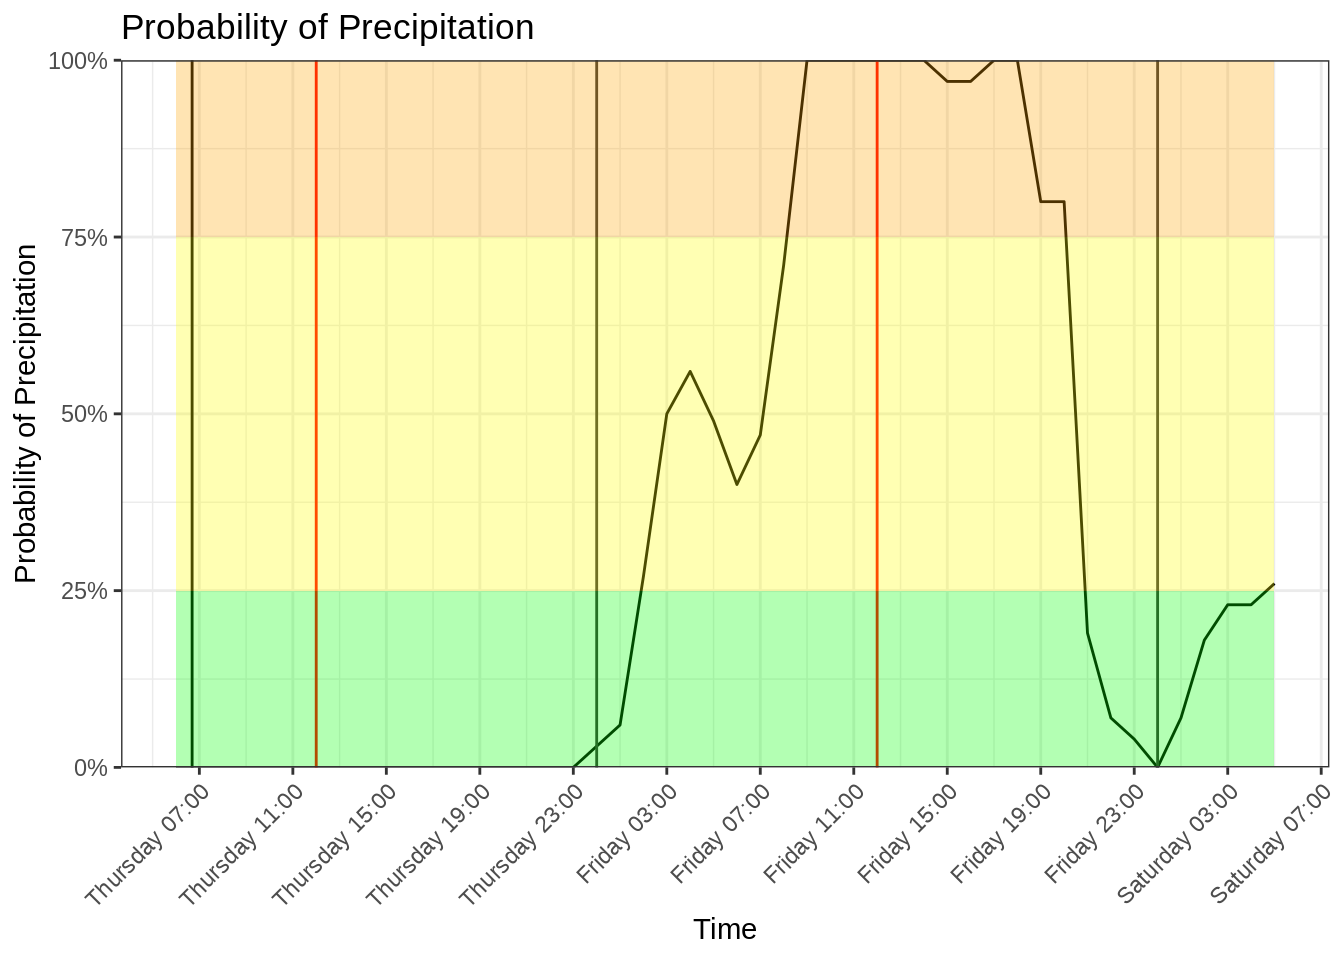 Probability of Precipitation
Probability of Precipitation
100%
75%
50%
25%
0%
Thursday 07:00
Thursday 11:00
Thursday 15:00
Thursday 19:00
Thursday 23:00
Friday 03:00
Friday 07:00
Friday 11:00
Friday 15:00
Friday 19:00
Friday 23:00
Saturday 03:00
Saturday 07:00
Time